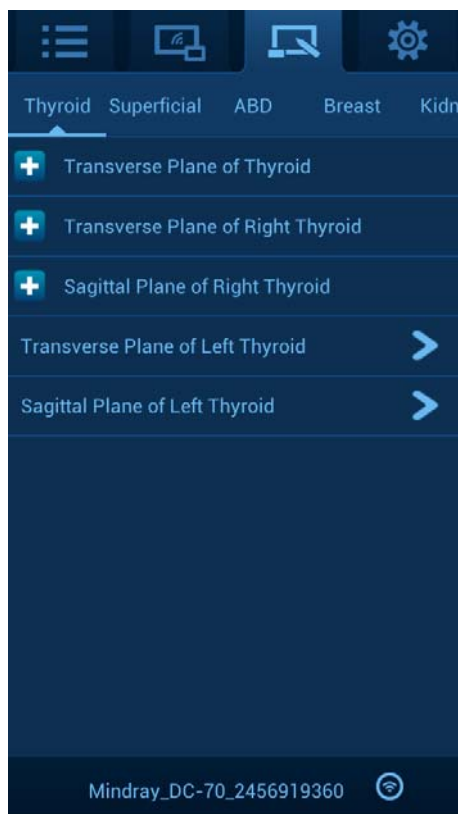 Thyroid Superficial ABD Breast Kidn
Transverse Plane of Thyroid
Transverse Plane of Right Thyroid
Sagittal Plane of Right Thyroid
Transverse Plane of Left Thyroid
Sagittal Plane of Left Thyroid
Mindray_DC-70_2456919360